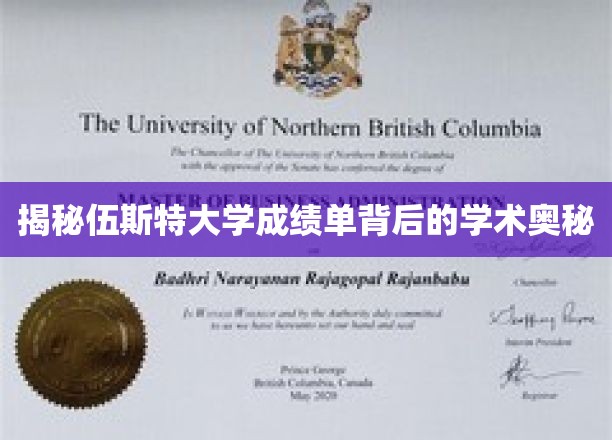 The University of Northern British Columbia
The Chancellor of The University of Northern British Columbia
with the approval of the Senate has conferred the degree of
MASTER OF BUSINESS ADMINISTRATION
揭秘伍斯特大学成绩单背后的学术奥秘
Badhri Narayanan Rajagopal Rajanbabu
In Witness Whereof and by the Authority duly committed
to us we have hereunto set our hand and seal
Chancellor
Interim President
Prince George
British Columbia, Canada
May 2020
Registrar